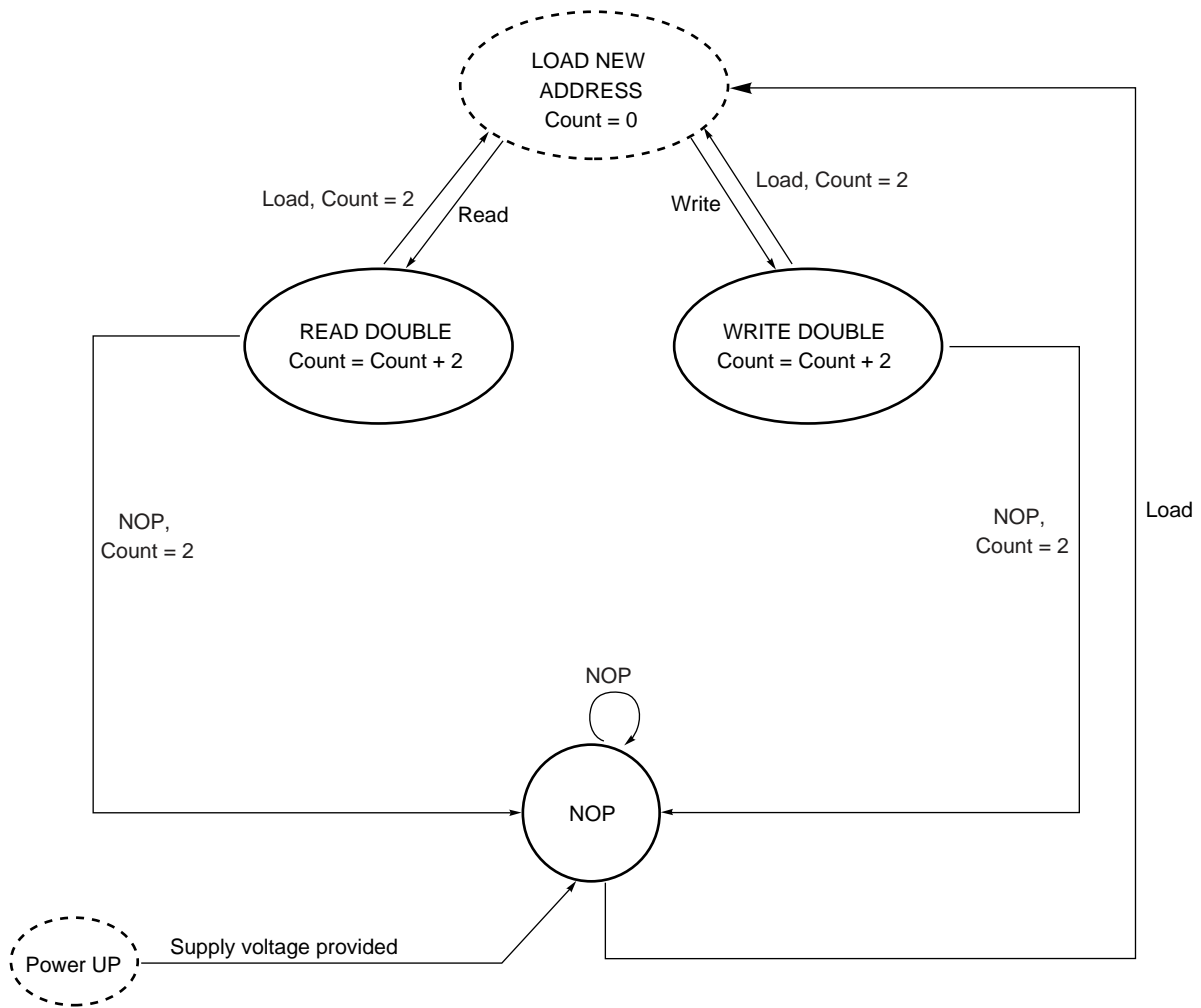 LOAD NEW
ADDRESS
Count = 0
Load, Count = 2
Read
Write
Load, Count = 2
READ DOUBLE
Count = Count + 2
WRITE DOUBLE
Count = Count + 2
NOP,
Count = 2
NOP,
Count = 2
Load
NOP
NOP
Supply voltage provided
Power UP